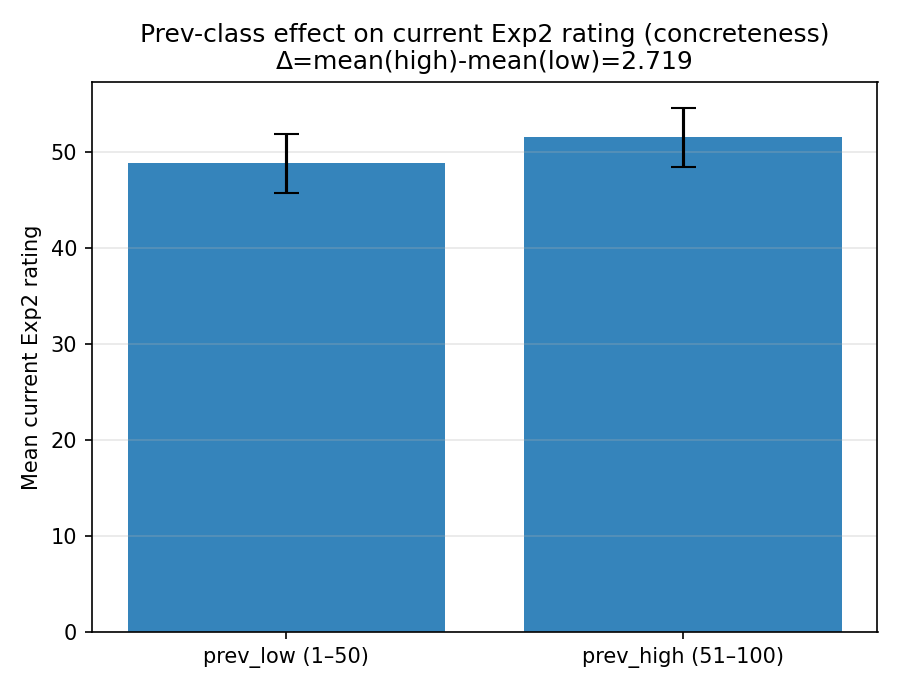 Prev-class effect on current Exp2 rating (concreteness)
Δ=mean(high)-mean(low)=2.719
Mean current Exp2 rating
50
40
30
20
10
0
prev_low (1–50)
prev_high (51–100)